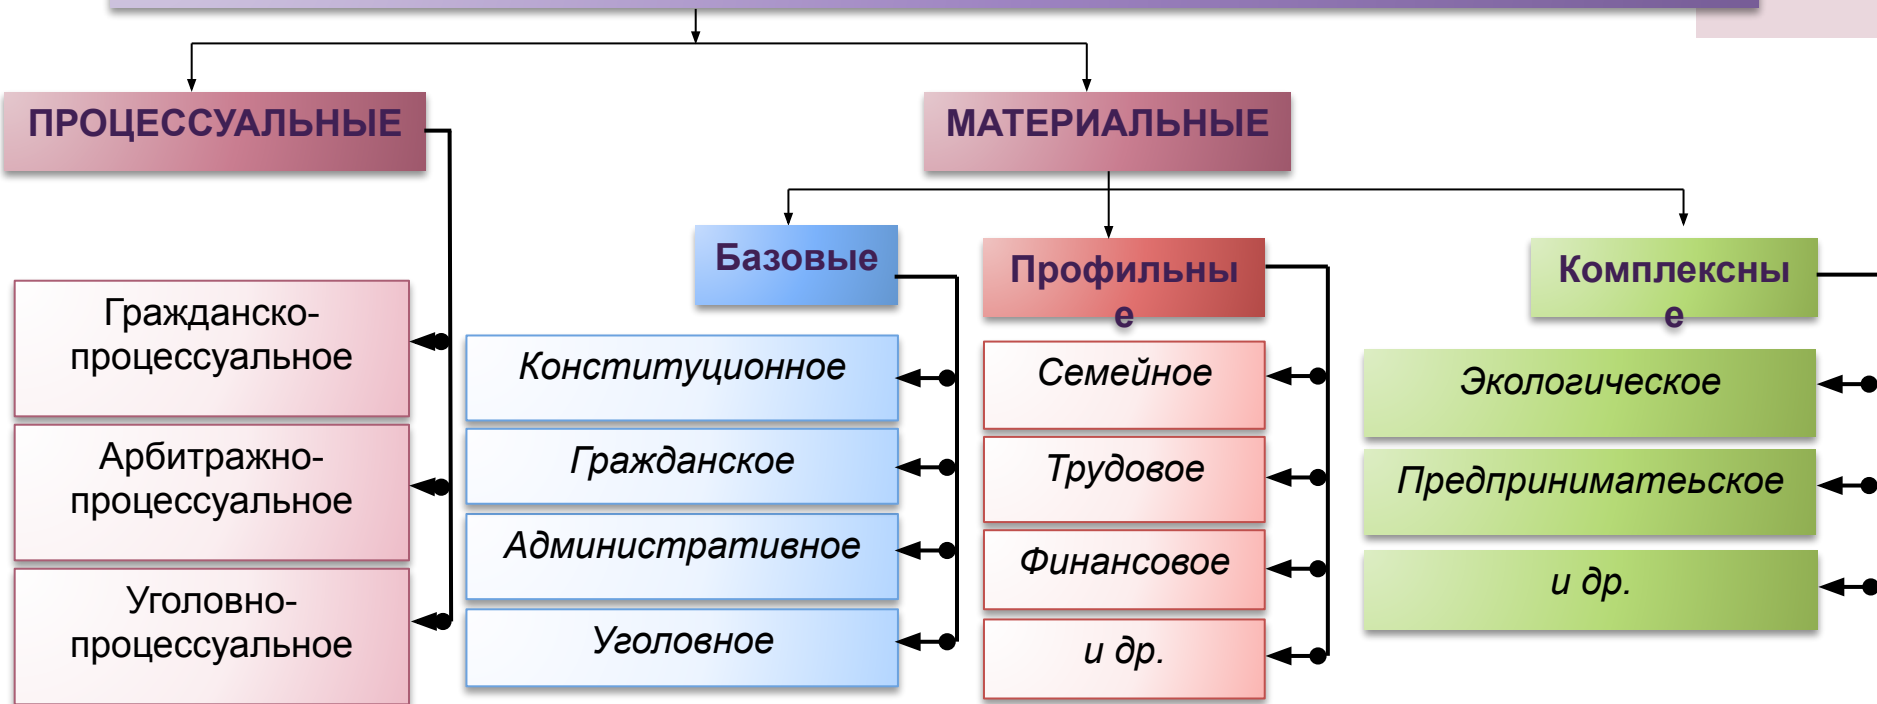 ПРОЦЕССУАЛЬНЫЕ
МАТЕРИАЛЬНЫЕ
Гражданско-
процессуальное
Арбитражно-
процессуальное
Уголовно-
процессуальное
Базовые
Конституционное
Гражданское
Административное
Уголовное
Профильны
е
Семейное
Трудовое
Финансовое
и др.
Комплексны
е
Экологическое
Предприниматеьское
и др.